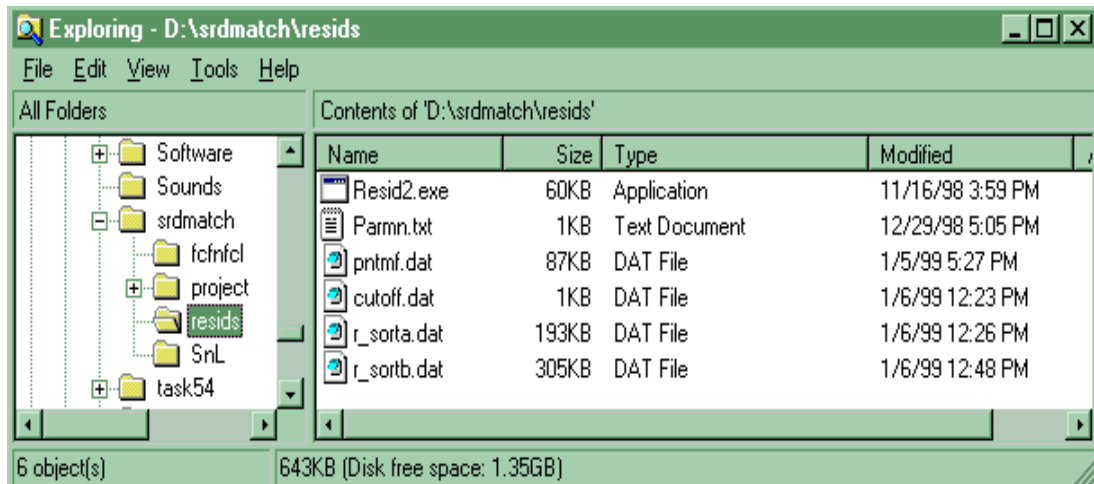 Exploring - D:\srdmatch\resids
File Edit View Tools Help
All Folders
Contents of 'D:\srdmatch\resids'
Software
Sounds
srdmatch
fcfnfcl
project
resids
SnL
task54
Name Size Type Modified
Resid2.exe 60KB Application 11/16/98 3:59 PM
Parmn.txt 1KB Text Document 12/29/98 5:05 PM
pntmf.dat 87KB DAT File 1/5/99 5:27 PM
cutoff.dat 1KB DAT File 1/6/99 12:23 PM
r_sorta.dat 193KB DAT File 1/6/99 12:26 PM
r_sortb.dat 305KB DAT File 1/6/99 12:48 PM
6 object(s) 643KB (Disk free space: 1.35GB)